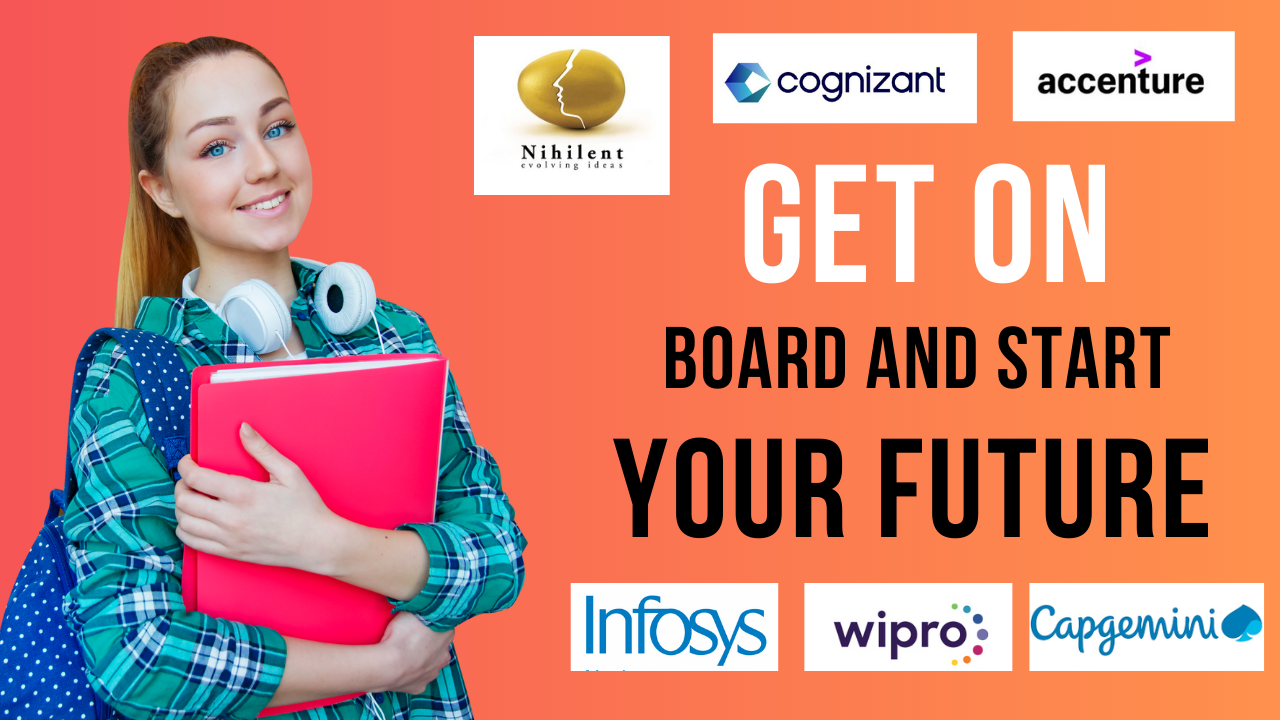 Nihilent
evolving ideas
cognizant
accenture
GET ON
BOARD AND START
YOUR FUTURE
Infosys
wipro
Capgemini